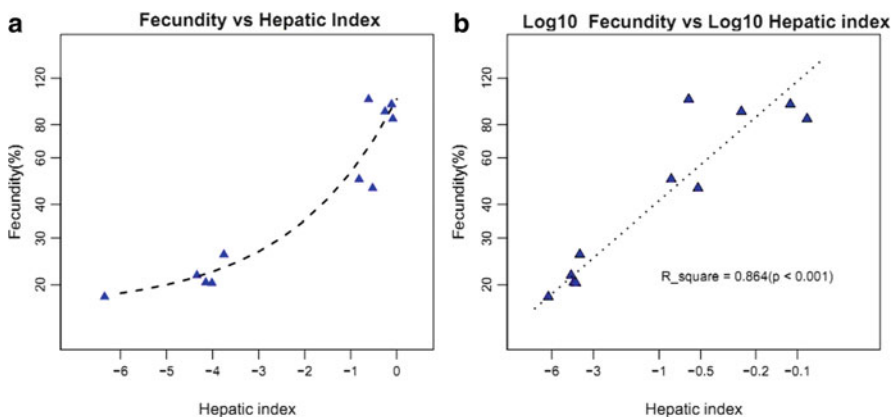 a
Fecundity vs Hepatic Index
Fecundity(%)
120
80
60
40
30
20
−6 −5 −4 −3 −2 −1 0
Hepatic index
b
Log10 Fecundity vs Log10 Hepatic index
Fecundity(%)
120
80
60
40
30
20
R_square = 0.864(p < 0.001)
−6 −3 −1 −0.5 −0.2 −0.1
Hepatic index